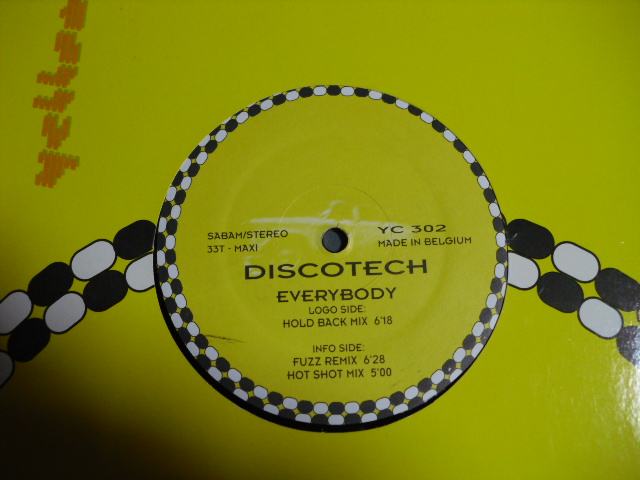 SABAM/STEREO
33T - MAXI
YC 302
MADE IN BELGIUM
DISCOTECH
EVERYBODY
LOGO SIDE:
HOLD BACK MIX 6'18
INFO SIDE:
FUZZ REMIX 6'28
HOT SHOT MIX 5'00